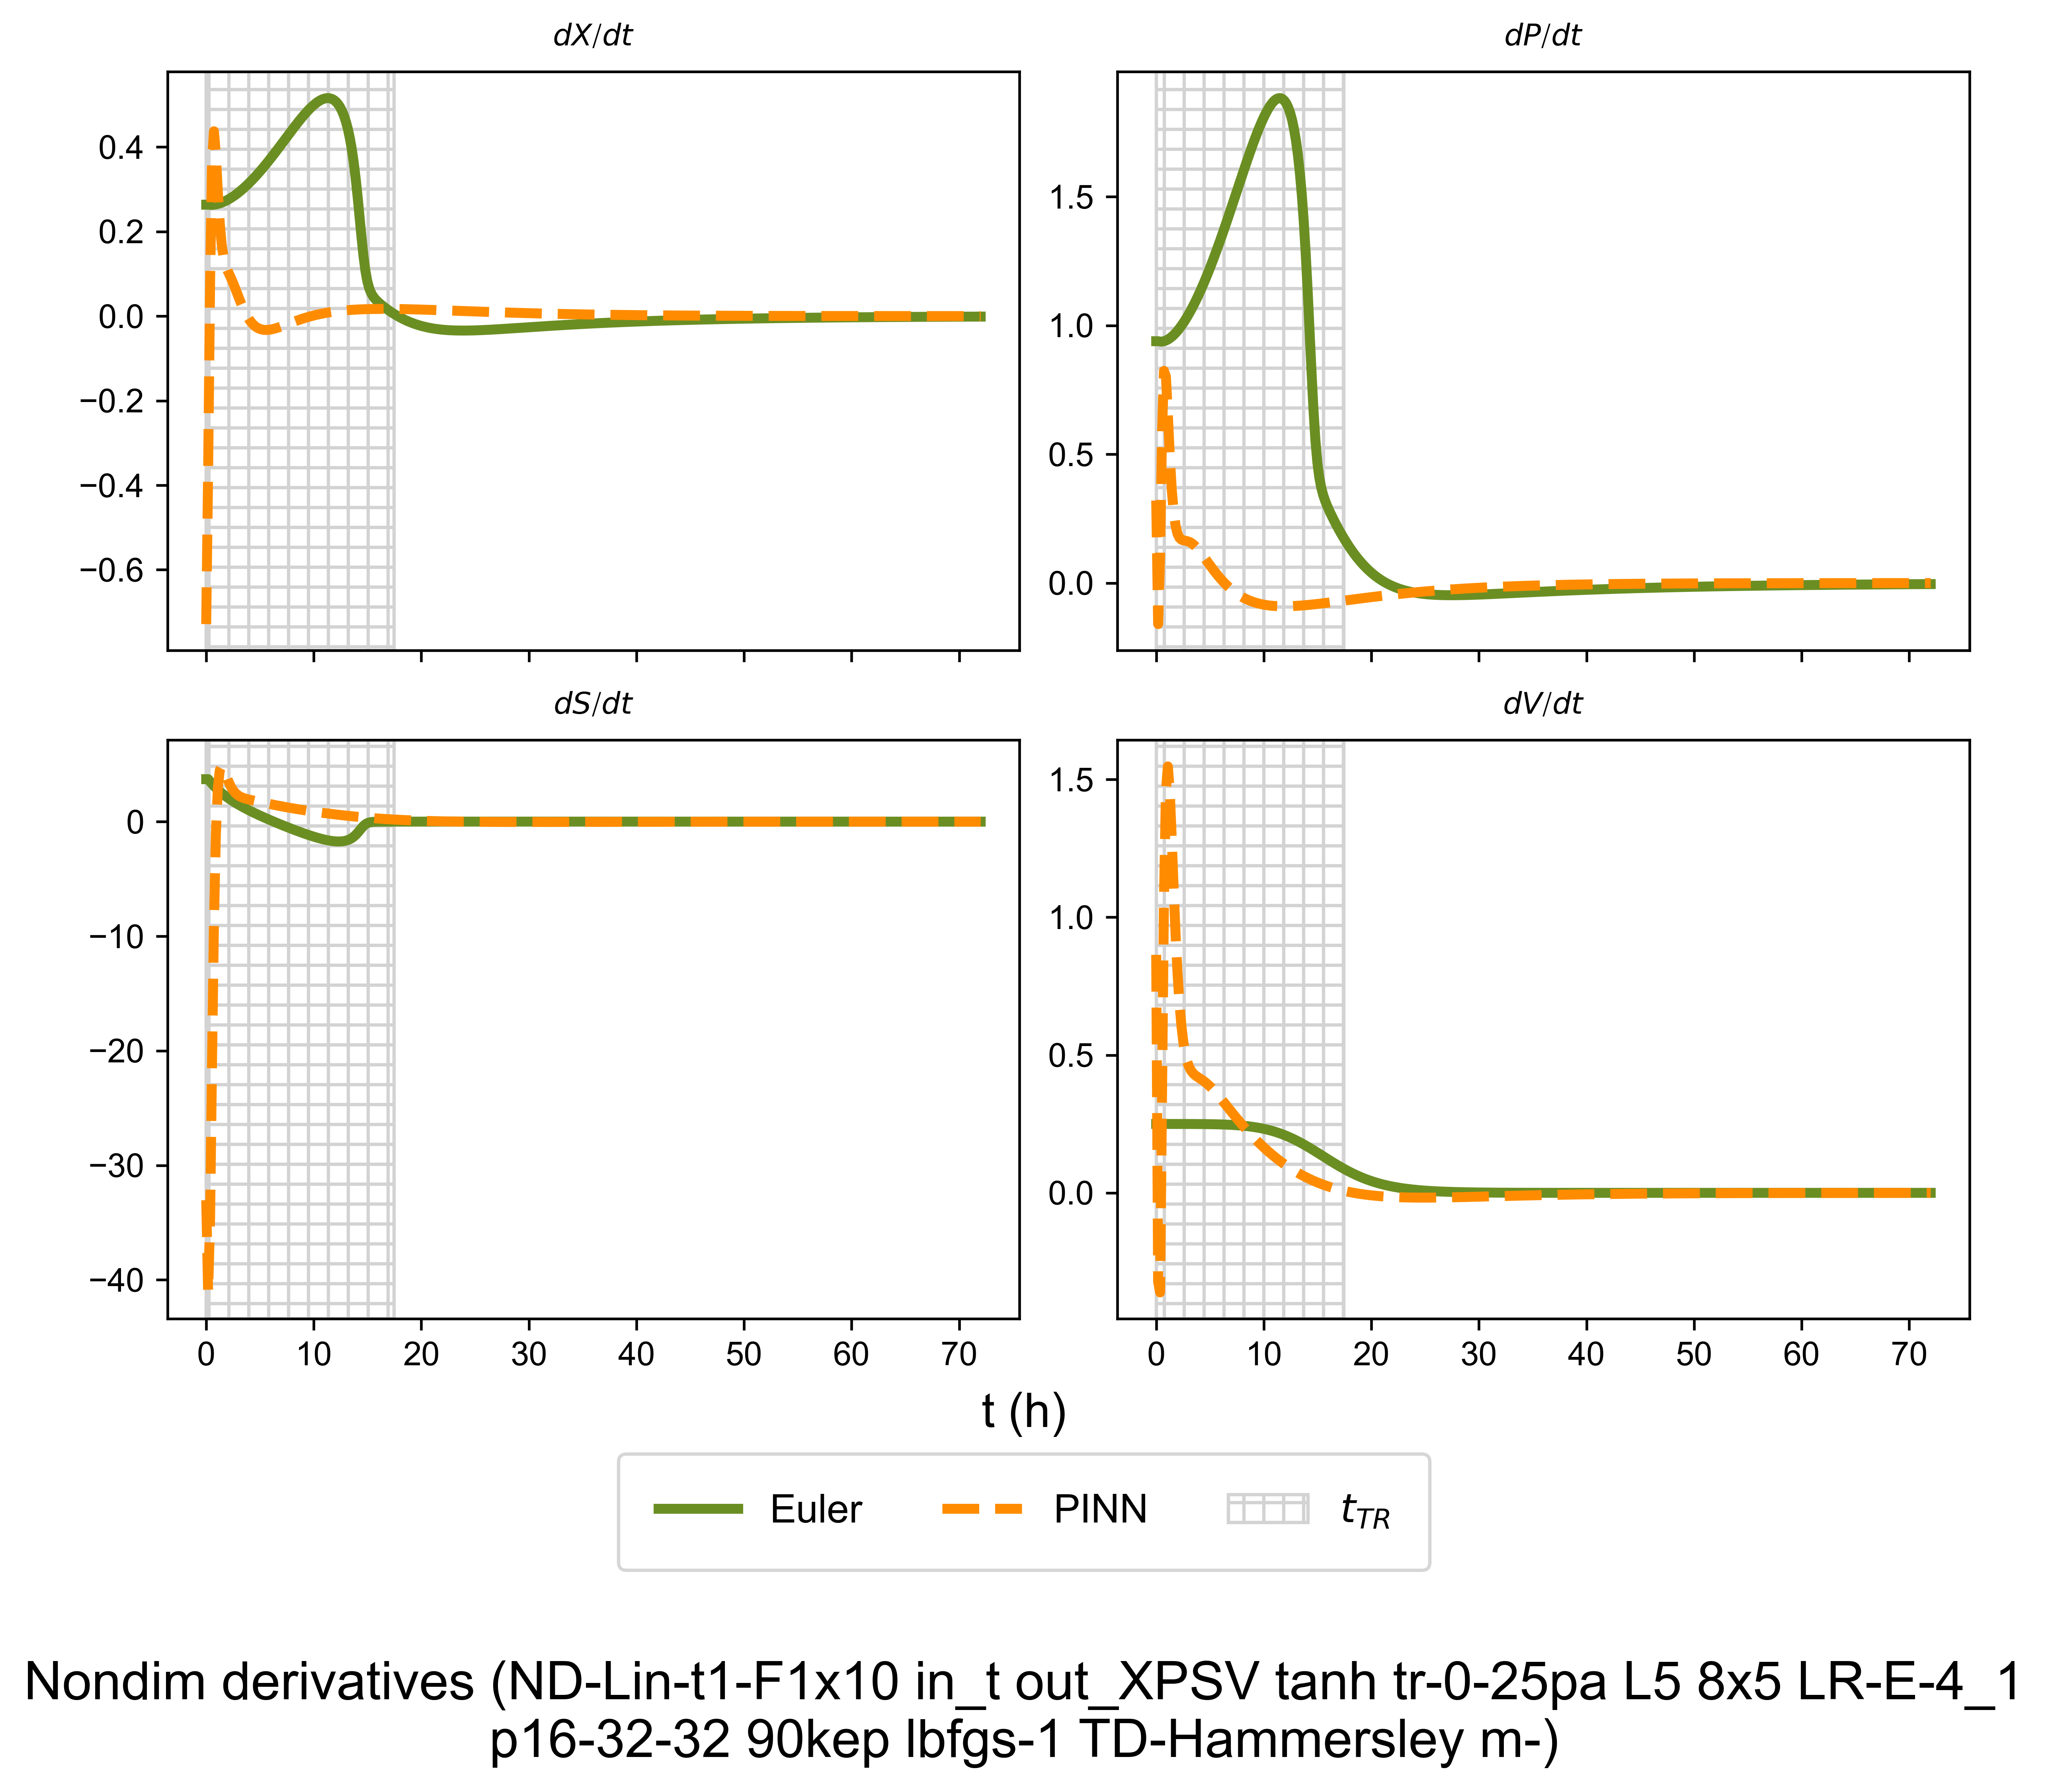 dX/dt
dP/dt
0.4
0.2
0.0
−0.2
−0.4
−0.6
1.5
1.0
0.5
0.0
dS/dt
dV/dt
0
−10
−20
−30
−40
1.5
1.0
0.5
0.0
0 10 20 30 40 50 60 70
0 10 20 30 40 50 60 70
t (h)
Euler PINN t_TR
Nondim derivatives (ND-Lin-t1-F1x10 in_t out_XPSV tanh tr-0-25pa L5 8x5 LR-E-4_1
p16-32-32 90kep lbfgs-1 TD-Hammersley m-)